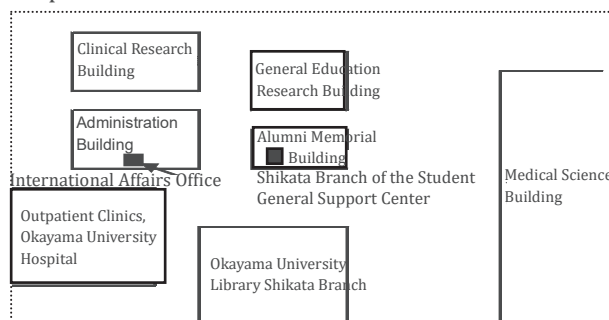 Clinical Research
Building
General Education
Research Building
Administration
Building
Alumni Memorial
Building
International Affairs Office
Shikata Branch of the Student
General Support Center
Medical Science
Building
Outpatient Clinics,
Okayama University
Hospital
Okayama University
Library Shikata Branch